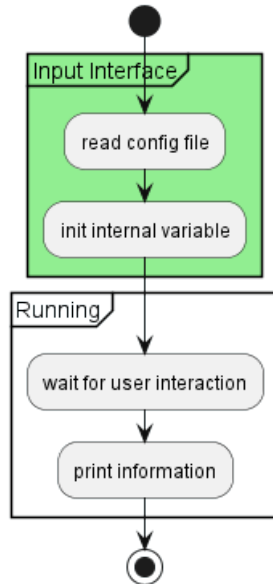 Input Interface
read config file
init internal variable
Running
wait for user interaction
print information